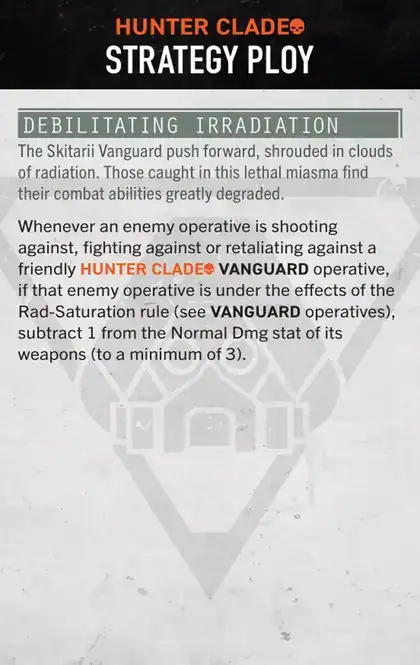 HUNTER CLADE
STRATEGY PLOY
DEBILITATING IRRADIATION
The Skitarii Vanguard push forward, shrouded in clouds
of radiation. Those caught in this lethal miasma find
their combat abilities greatly degraded.
Whenever an enemy operative is shooting
against, fighting against or retaliating against a
friendly HUNTER CLADE VANGUARD operative,
if that enemy operative is under the effects of the
Rad-Saturation rule (see VANGUARD operatives),
subtract 1 from the Normal Dmg stat of its
weapons (to a minimum of 3).